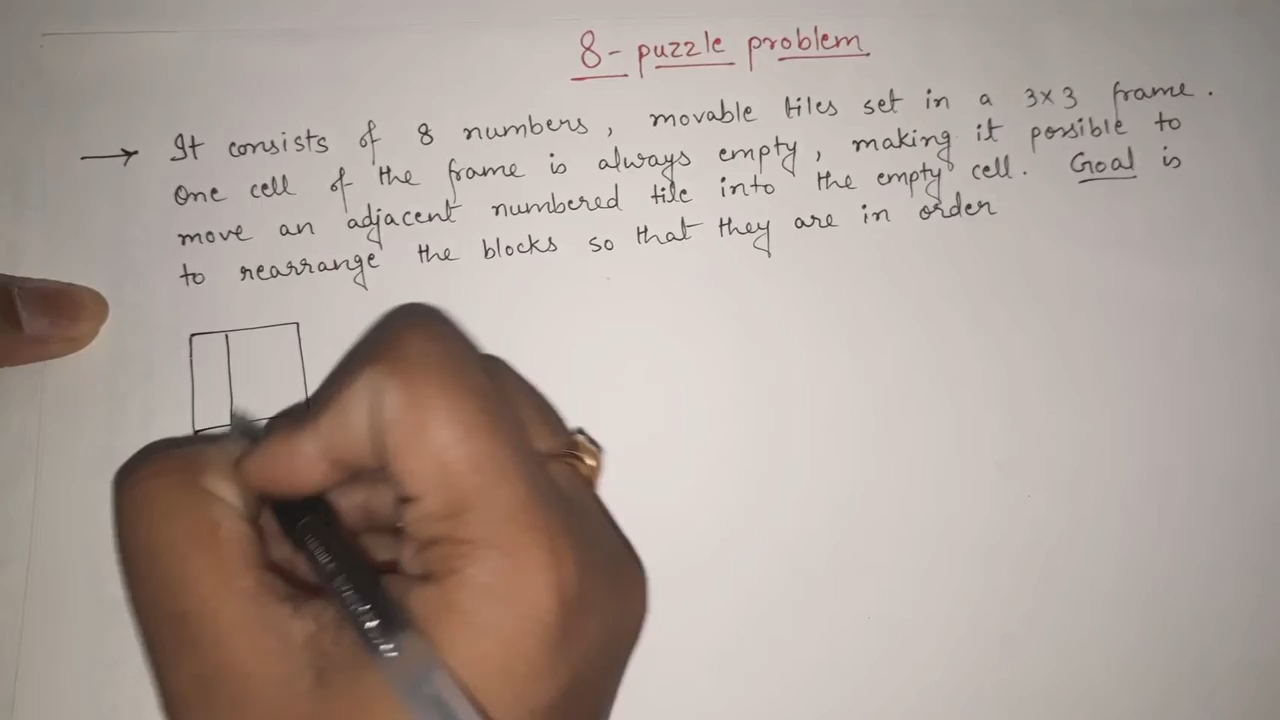 8- puzzle problem
→ It consists of 8 numbers, movable tiles set in a 3×3 frame.
One cell of the frame is always empty, making it possible to
move an adjacent numbered tile into the empty cell. Goal is
to rearrange the blocks so that they are in order